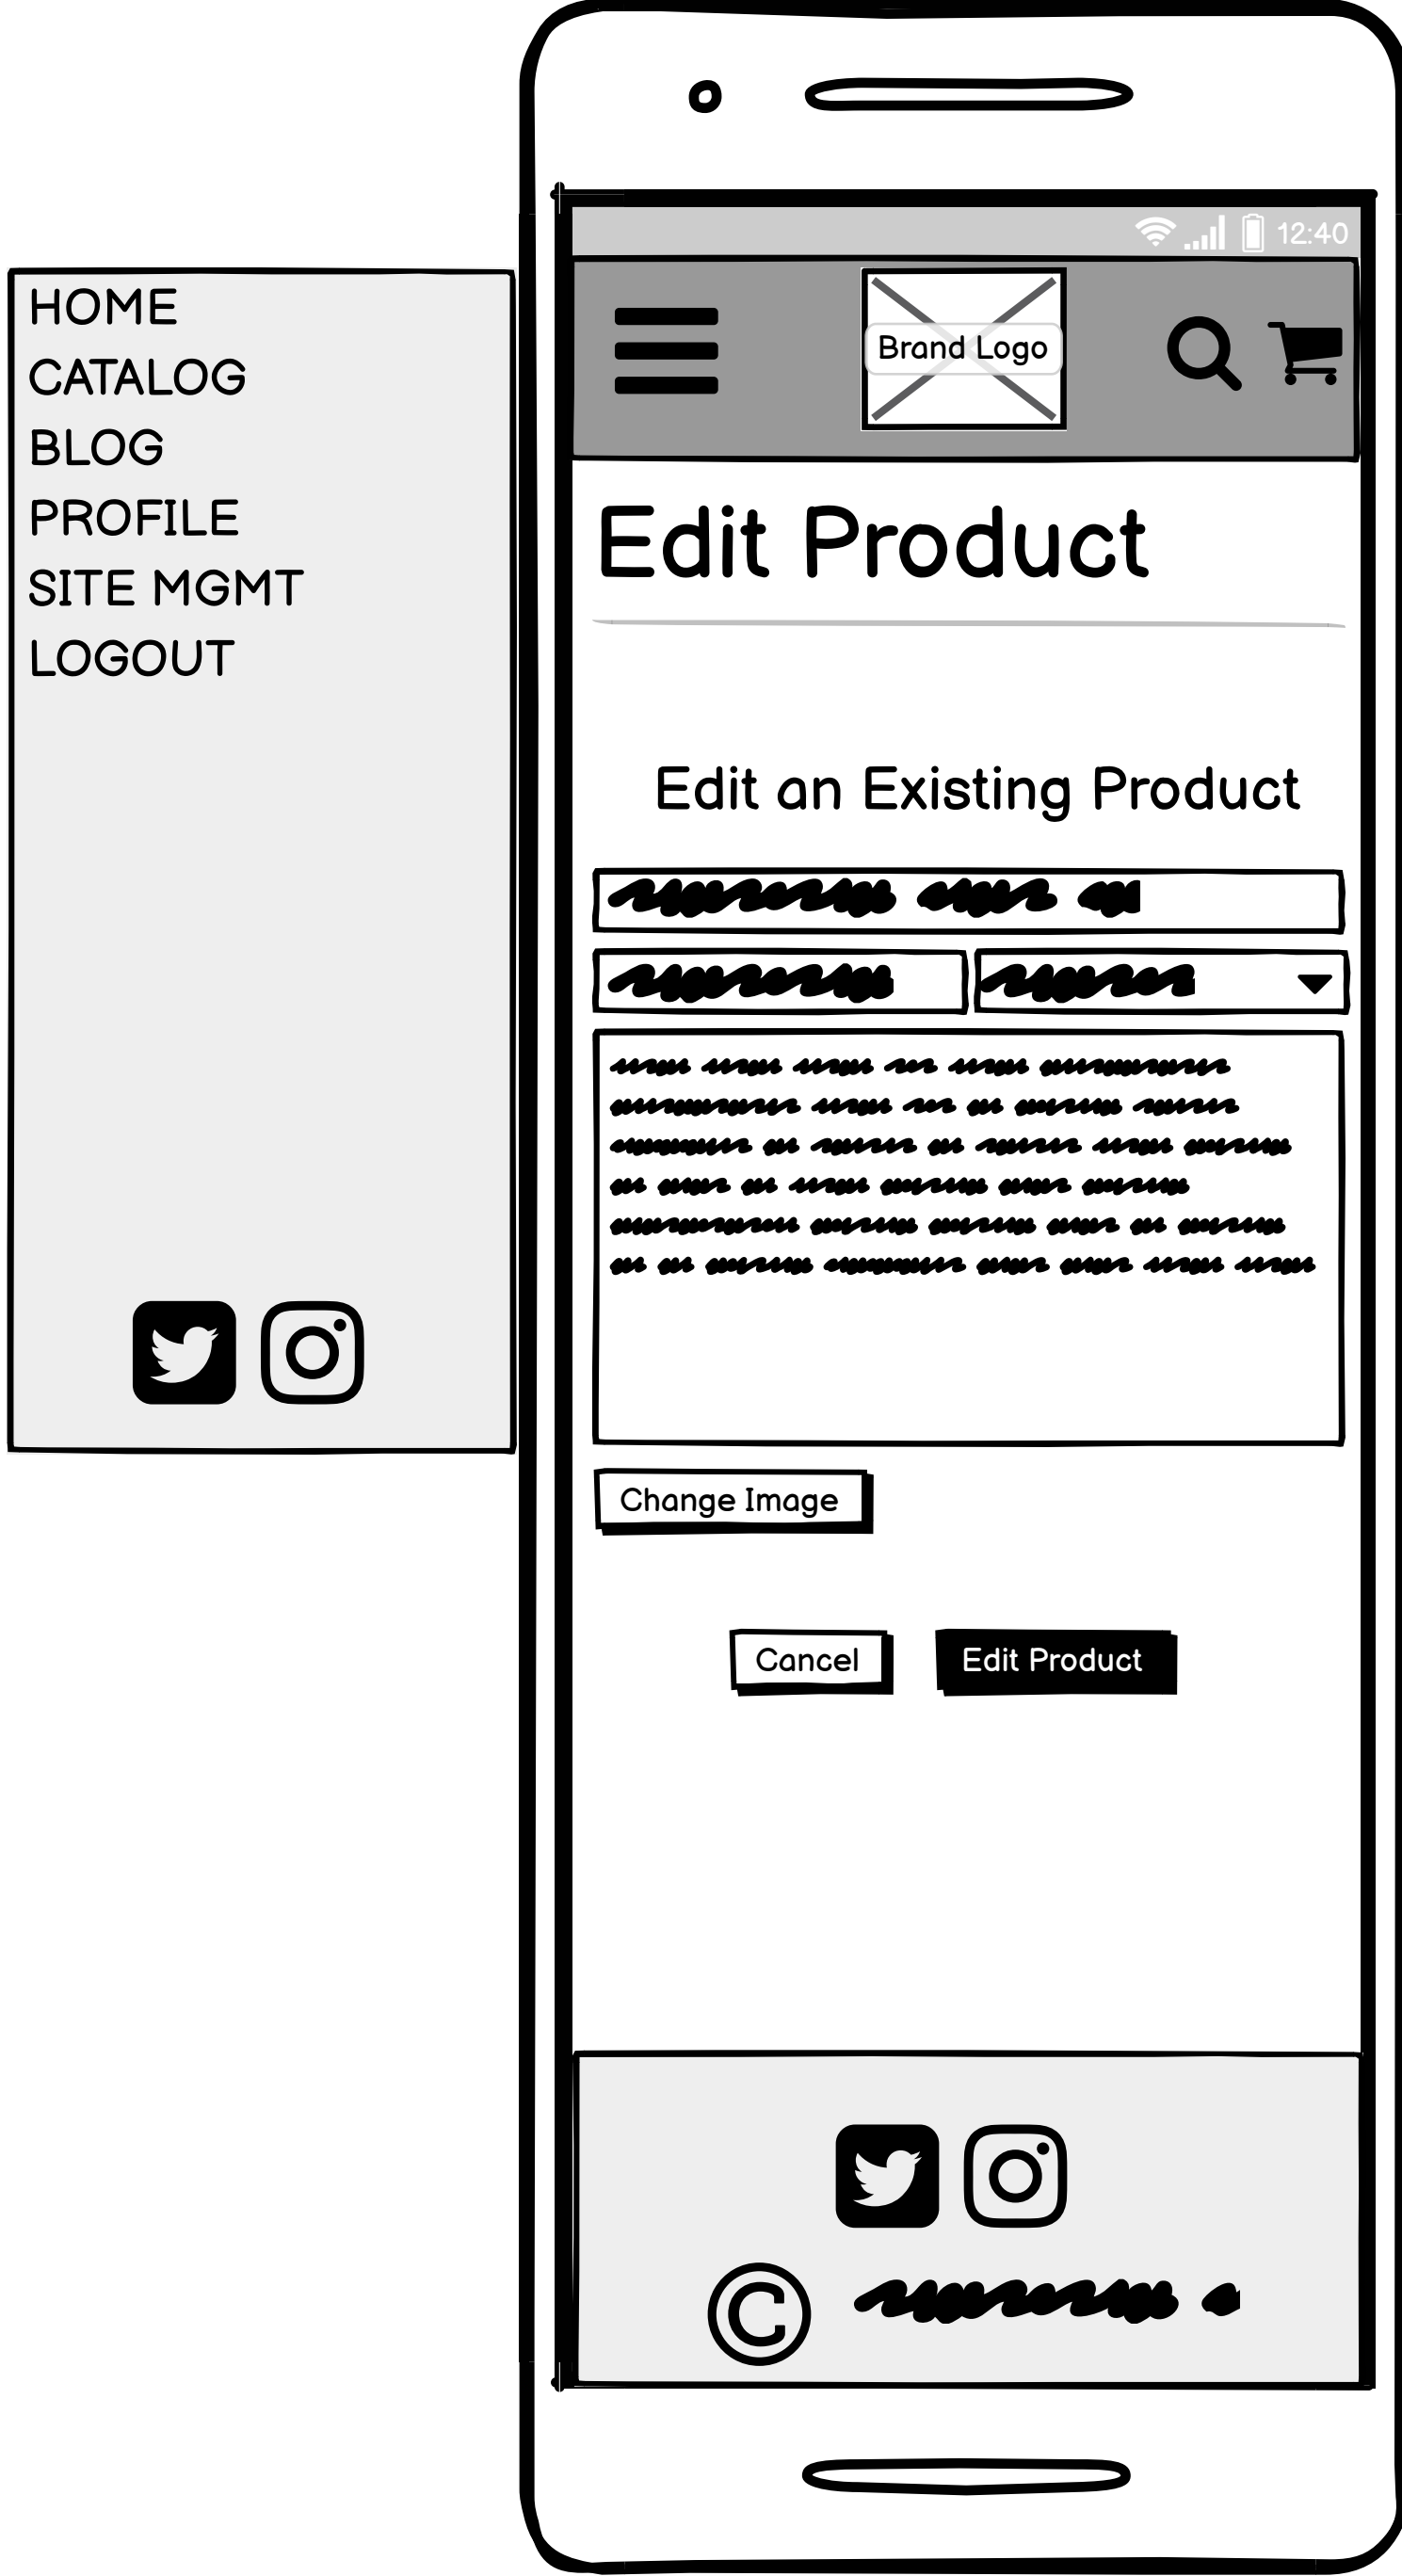 HOME
CATALOG
BLOG
PROFILE
SITE MGMT
LOGOUT
12:40
Brand Logo
Edit Product
Edit an Existing Product
Change Image
Cancel
Edit Product
©